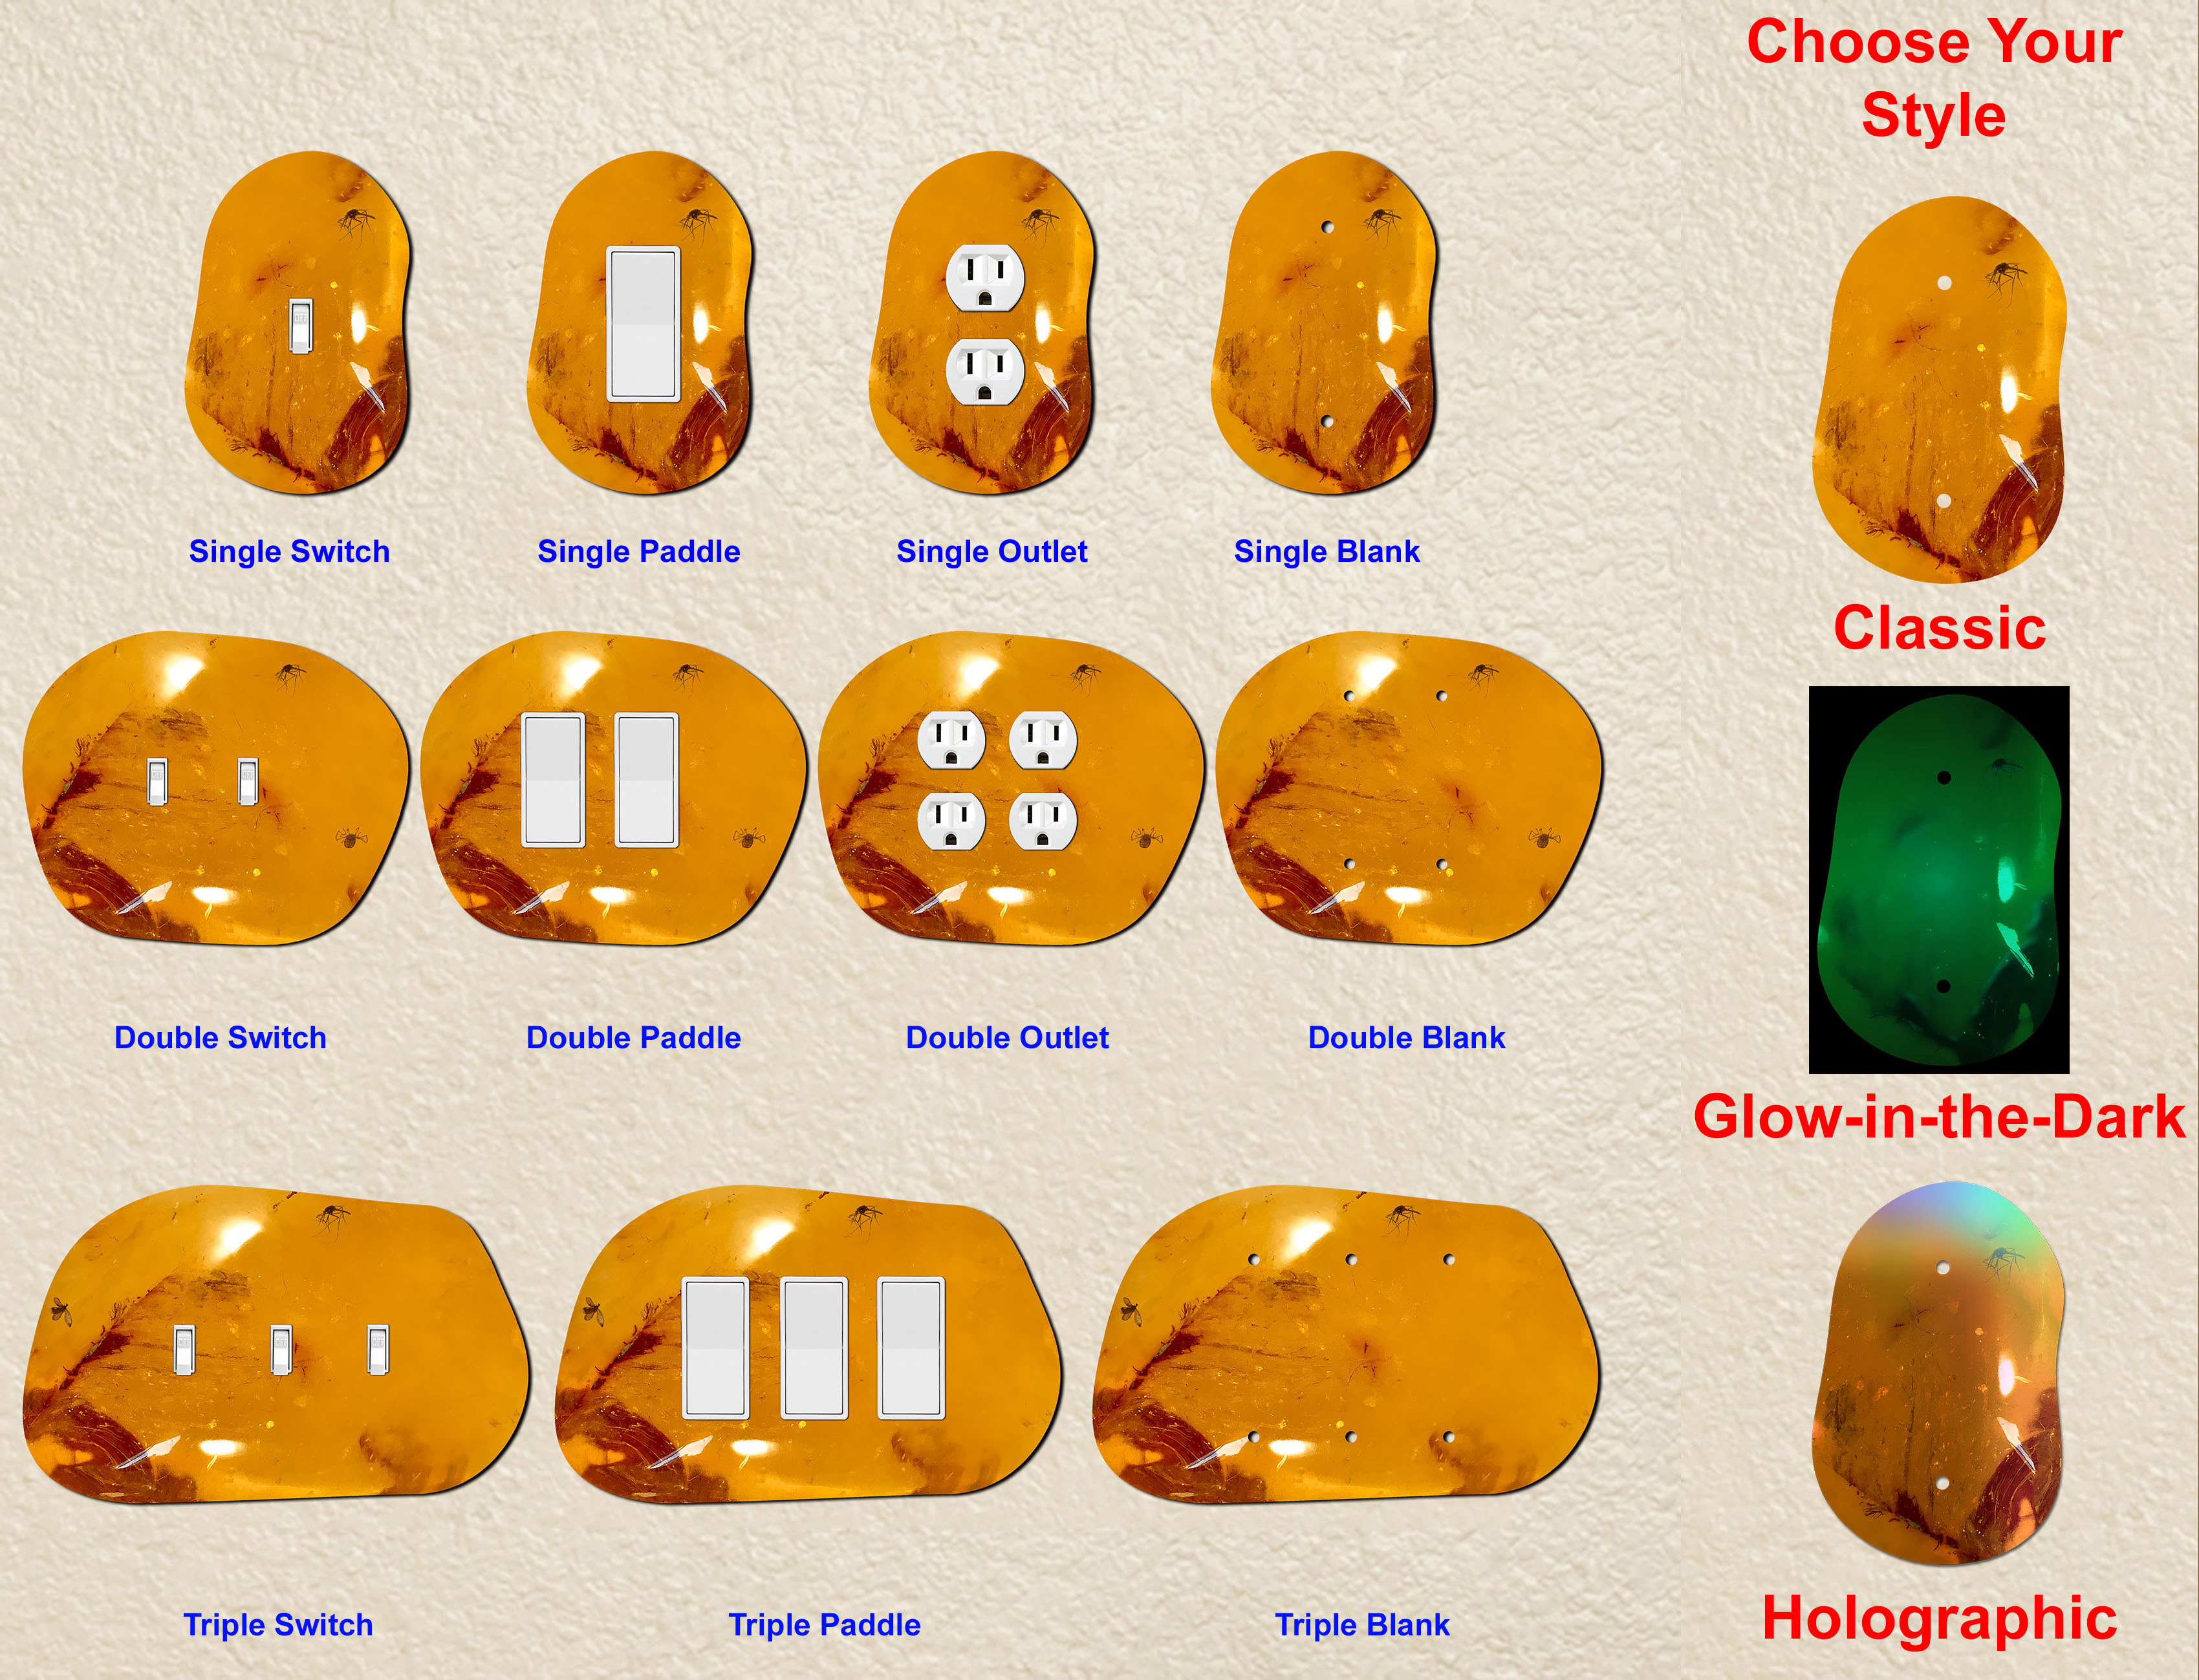 Choose Your
Style
Single Switch
Single Paddle
Single Outlet
Single Blank
Classic
Double Switch
Double Paddle
Double Outlet
Double Blank
Glow-in-the-Dark
Triple Switch
Triple Paddle
Triple Blank
Holographic